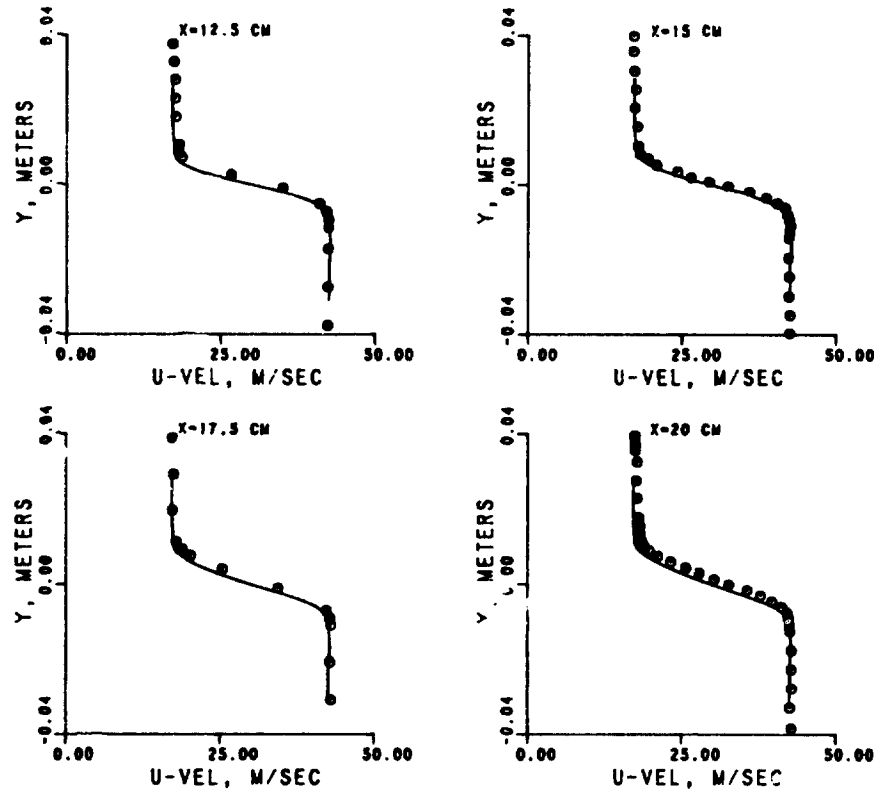 X=12.5 CM
0.04
0.00
-0.04
Y, METERS
0.00 25.00 50.00
U-VEL, M/SEC
X=15 CM
0.04
0.00
-0.04
Y, METERS
0.00 25.00 50.00
U-VEL, M/SEC
X=17.5 CM
0.04
0.00
-0.04
Y, METERS
0.00 25.00 50.00
U-VEL, M/SEC
X=20 CM
0.04
0.00
-0.04
METERS
0.00 25.00 50.00
U-VEL, M/SEC